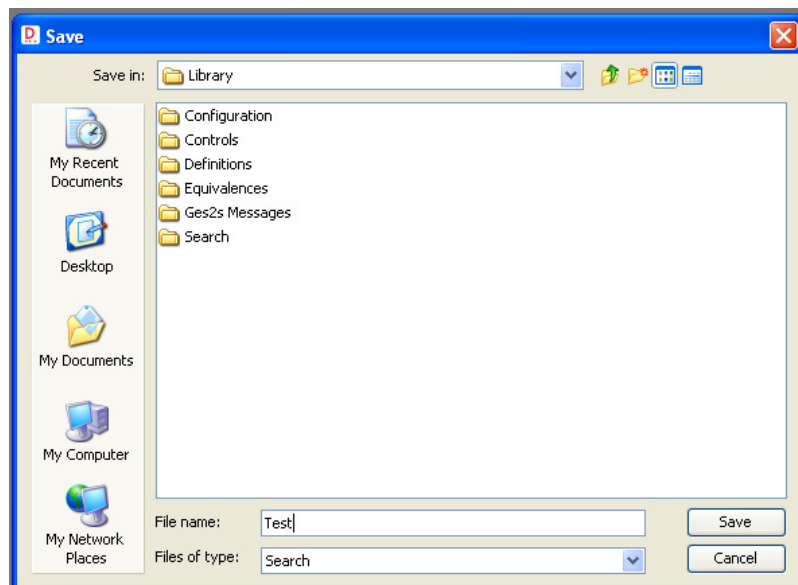 Save
Save in:
Library
My Recent
Documents
Desktop
My Documents
My Computer
My Network
Places
Configuration
Controls
Definitions
Equivalences
Ges2s Messages
Search
File name:
Test
Save
Files of type:
Search
Cancel